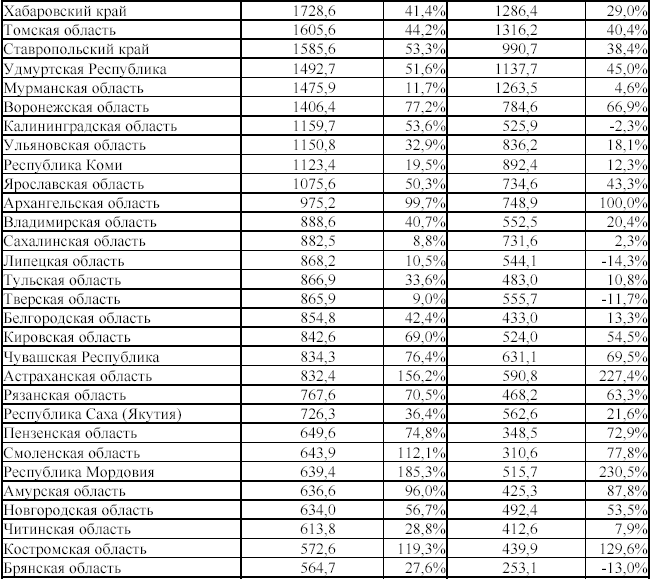 Хабаровский край 1728,6 41,4% 1286,4 29,0%
Томская область 1605,6 44,2% 1316,2 40,4%
Ставропольский край 1585,6 53,3% 990,7 38,4%
Удмуртская Республика 1492,7 51,6% 1137,7 45,0%
Мурманская область 1475,9 11,7% 1263,5 4,6%
Воронежская область 1406,4 77,2% 784,6 66,9%
Калининградская область 1159,7 53,6% 525,9 -2,3%
Ульяновская область 1150,8 32,9% 836,2 18,1%
Республика Коми 1123,4 19,5% 892,4 12,3%
Ярославская область 1075,6 50,3% 734,6 43,3%
Архангельская область 975,2 99,7% 748,9 100,0%
Владимирская область 888,6 40,7% 552,5 20,4%
Сахалинская область 882,5 8,8% 731,6 2,3%
Липецкая область 868,2 10,5% 544,1 -14,3%
Тульская область 866,9 33,6% 483,0 10,8%
Тверская область 865,9 9,0% 555,7 -11,7%
Белгородская область 854,8 42,4% 433,0 13,3%
Кировская область 842,6 69,0% 524,0 54,5%
Чувашская Республика 834,3 76,4% 631,1 69,5%
Астраханская область 832,4 156,2% 590,8 227,4%
Рязанская область 767,6 70,5% 468,2 63,3%
Республика Саха (Якутия) 726,3 36,4% 562,6 21,6%
Пензенская область 649,6 74,8% 348,5 72,9%
Смоленская область 643,9 112,1% 310,6 77,8%
Республика Мордовия 639,4 185,3% 515,7 230,5%
Амурская область 636,6 96,0% 425,3 87,8%
Новгородская область 634,0 56,7% 492,4 53,5%
Читинская область 613,8 28,8% 412,6 7,9%
Костромская область 572,6 119,3% 439,9 129,6%
Брянская область 564,7 27,6% 253,1 -13,0%